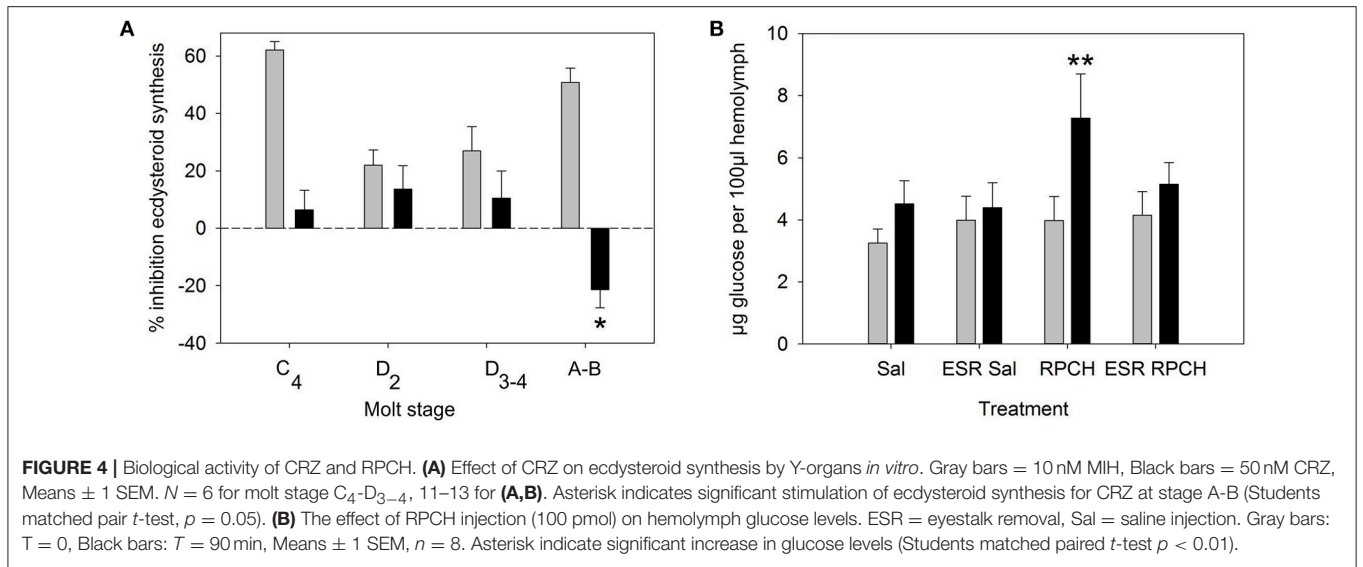 A
% inhibition ecdysteroid synthesis
60
40
20
0
-20
-40
*
C4
D2
D3-4
A-B
Molt stage
B
µg glucose per 100µl hemolymph
10
8
6
4
2
0
**
Sal
ESR Sal
RPCH
ESR RPCH
Treatment
FIGURE 4 | Biological activity of CRZ and RPCH. (A) Effect of CRZ on ecdysteroid synthesis by Y-organs in vitro. Gray bars = 10 nM MIH, Black bars = 50 nM CRZ,
Means ± 1 SEM. N = 6 for molt stage C4-D3–4, 11–13 for (A,B). Asterisk indicates significant stimulation of ecdysteroid synthesis for CRZ at stage A-B (Students
matched pair t-test, p = 0.05). (B) The effect of RPCH injection (100 pmol) on hemolymph glucose levels. ESR = eyestalk removal, Sal = saline injection. Gray bars:
T = 0, Black bars: T = 90 min, Means ± 1 SEM, n = 8. Asterisk indicate significant increase in glucose levels (Students matched paired t-test p < 0.01).